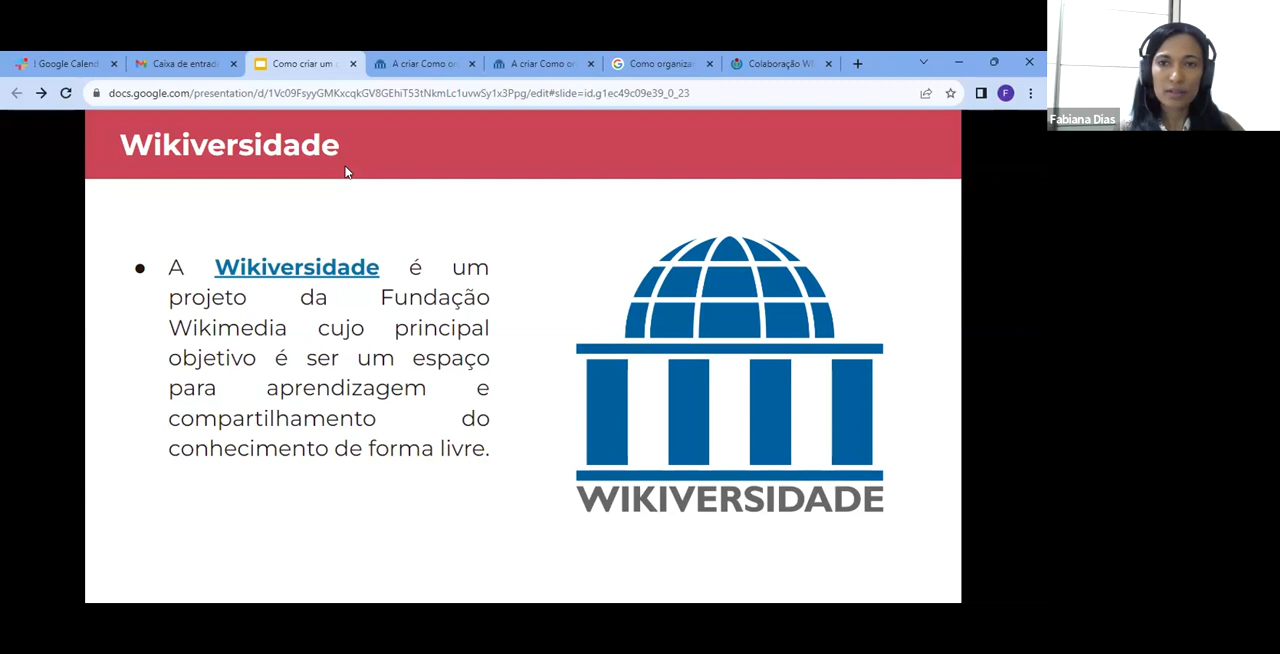 ! Google Calend
Caixa de entrad
Como criar um c
A criar Como or
A criar Como or
Como organiza
Colaboração Wi
docs.google.com/presentation/d/1Vc09FsyyGMKxcqkGV8GEhiT53tNkmLc1uvwSy1x3Ppg/edit#slide=id.g1ec49c09e39_0_23
F
Fabiana Dias
Wikiversidade
● A Wikiversidade é um
projeto da Fundação
Wikimedia cujo principal
objetivo é ser um espaço
para aprendizagem e
compartilhamento do
conhecimento de forma livre.
WIKIVERSIDADE